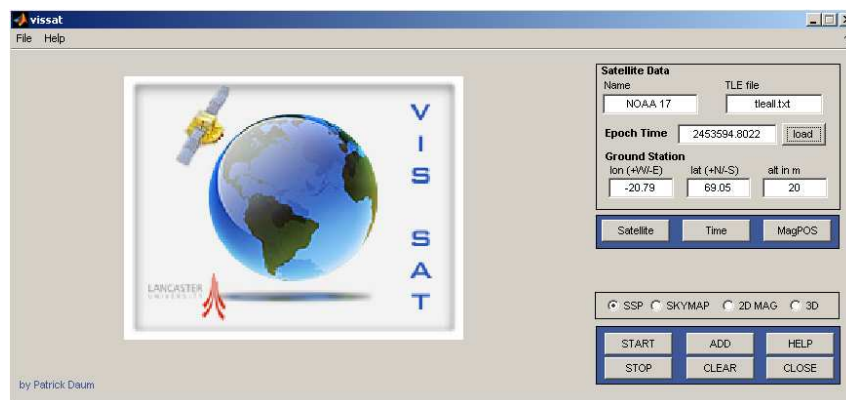 vissat
File Help
V
I
S
S
A
T
LANCASTER
UNIVERSITY
by Patrick Daum
Satellite Data
Name TLE file
NOAA 17 tleall.txt
Epoch Time 2453594.8022 load
Ground Station
lon (+W/-E) lat (+N/-S) alt in m
-20.79 69.05 20
Satellite Time MagPOS
SSP SKYMAP 2D MAG 3D
START ADD HELP
STOP CLEAR CLOSE